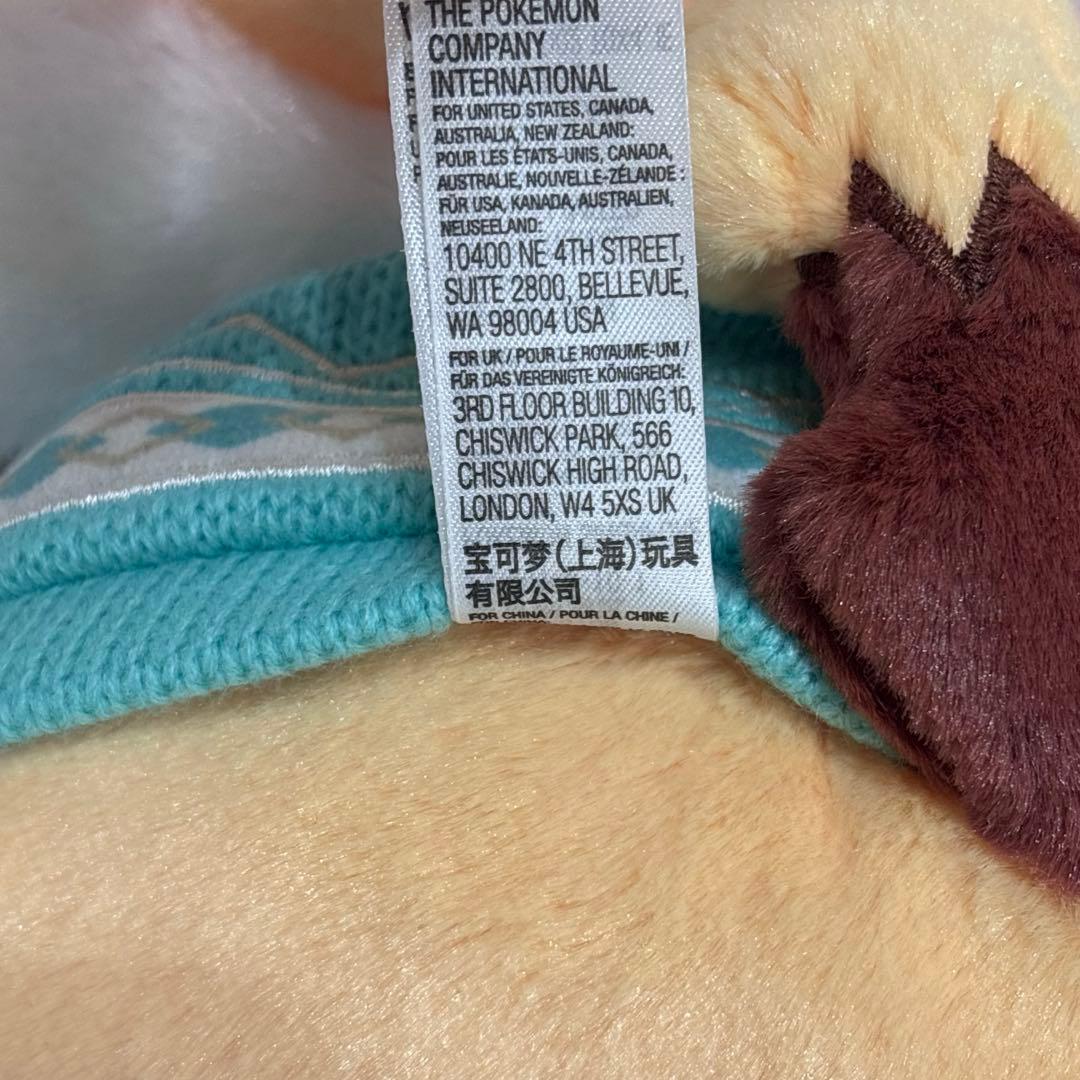 THE POKÉMON
COMPANY
INTERNATIONAL
FOR UNITED STATES, CANADA,
AUSTRALIA, NEW ZEALAND:
POUR LES ÉTATS-UNIS, CANADA,
AUSTRALIE, NOUVELLE-ZÉLANDE :
FÜR USA, KANADA, AUSTRALIEN,
NEUSEELAND:
10400 NE 4TH STREET,
SUITE 2800, BELLEVUE,
WA 98004 USA
FOR UK / POUR LE ROYAUME-UNI /
FÜR DAS VEREINIGTE KÖNIGREICH:
3RD FLOOR BUILDING 10,
CHISWICK PARK, 566
CHISWICK HIGH ROAD,
LONDON, W4 5XS UK
宝可梦（上海）玩具
有限公司
FOR CHINA / POUR LA CHINE /